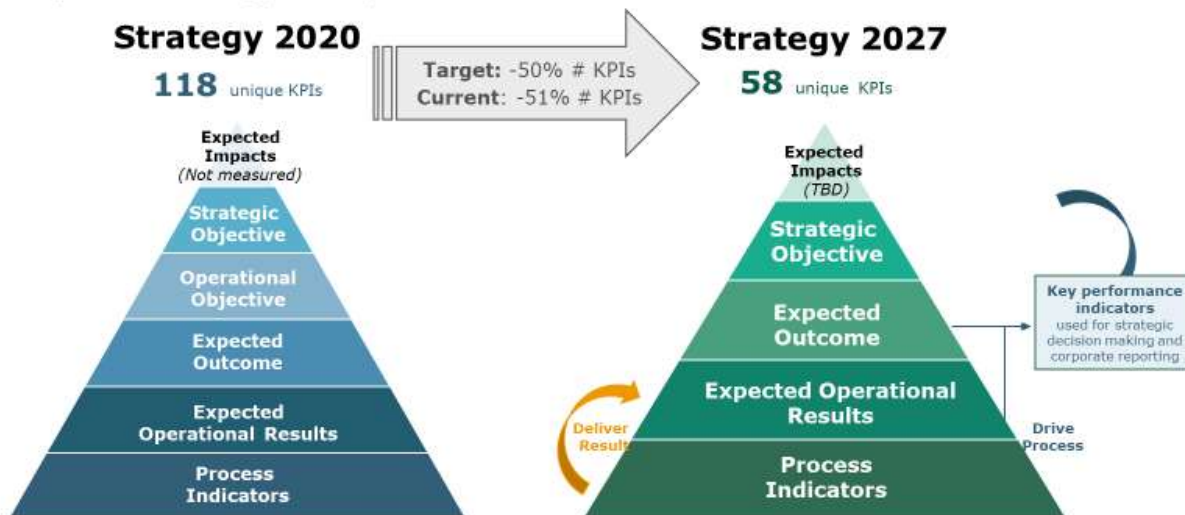 Strategy 2020
118 unique KPIs
Target: -50% # KPIs
Current: -51% # KPIs
Strategy 2027
58 unique KPIs
Expected
Impacts
(Not measured)
Strategic
Objective
Operational
Objective
Expected
Outcome
Expected
Operational Results
Process
Indicators
Expected
Impacts
(TBD)
Strategic
Objective
Expected
Outcome
Expected Operational
Results
Process
Indicators
Deliver
Result
Key performance
indicators
used for strategic
decision making and
corporate reporting
Drive
Process